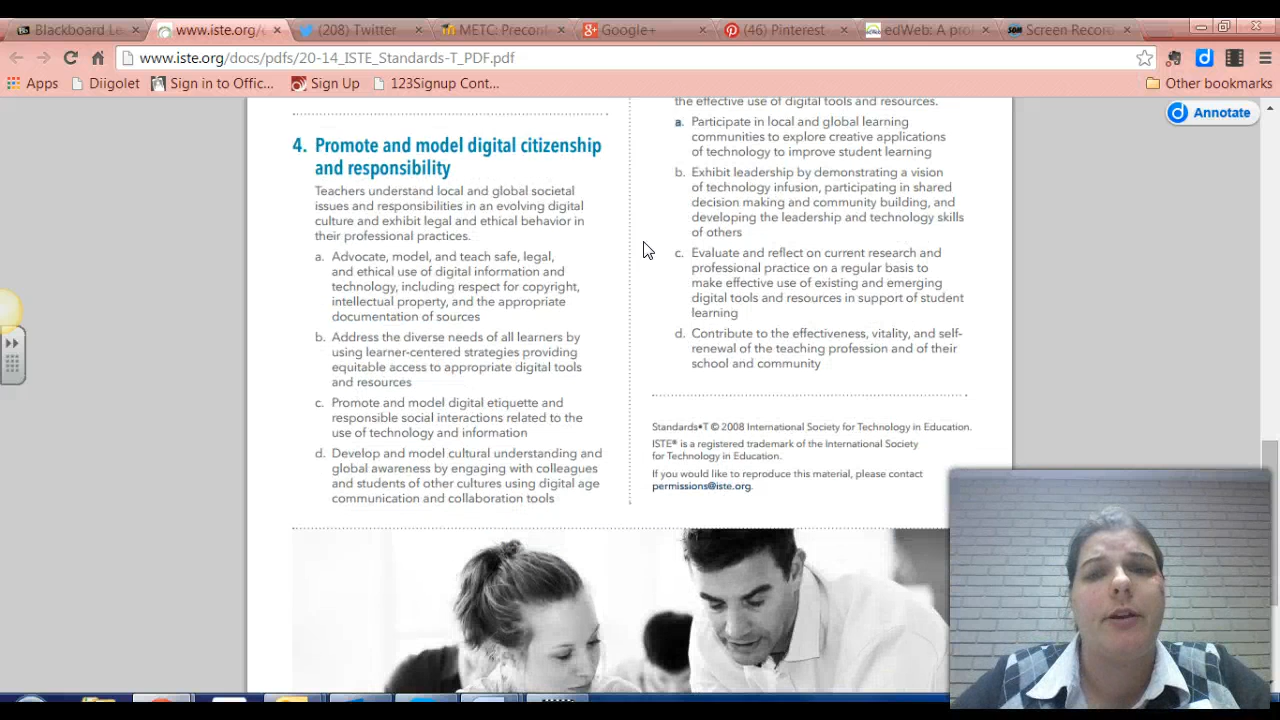 Blackboard Le
www.iste.org/
(208) Twitter
METC: Precon
Google+
(46) Pinterest
edWeb: A prof
Screen Record
www.iste.org/docs/pdfs/20-14_ISTE_Standards-T_PDF.pdf
Apps
Diigolet
Sign in to Offic...
Sign Up
123Signup Cont...
Other bookmarks
Annotate
4. Promote and model digital citizenship
and responsibility
Teachers understand local and global societal
issues and responsibilities in an evolving digital
culture and exhibit legal and ethical behavior in
their professional practices.
a. Advocate, model, and teach safe, legal,
and ethical use of digital information and
technology, including respect for copyright,
intellectual property, and the appropriate
documentation of sources
b. Address the diverse needs of all learners by
using learner-centered strategies providing
equitable access to appropriate digital tools
and resources
c. Promote and model digital etiquette and
responsible social interactions related to the
use of technology and information
d. Develop and model cultural understanding and
global awareness by engaging with colleagues
and students of other cultures using digital age
communication and collaboration tools
the effective use of digital tools and resources.
a. Participate in local and global learning
communities to explore creative applications
of technology to improve student learning
b. Exhibit leadership by demonstrating a vision
of technology infusion, participating in shared
decision making and community building, and
developing the leadership and technology skills
of others
c. Evaluate and reflect on current research and
professional practice on a regular basis to
make effective use of existing and emerging
digital tools and resources in support of student
learning
d. Contribute to the effectiveness, vitality, and self-
renewal of the teaching profession and of their
school and community
Standards•T © 2008 International Society for Technology in Education.
ISTE® is a registered trademark of the International Society
for Technology in Education.
If you would like to reproduce this material, please contact
permissions@iste.org.